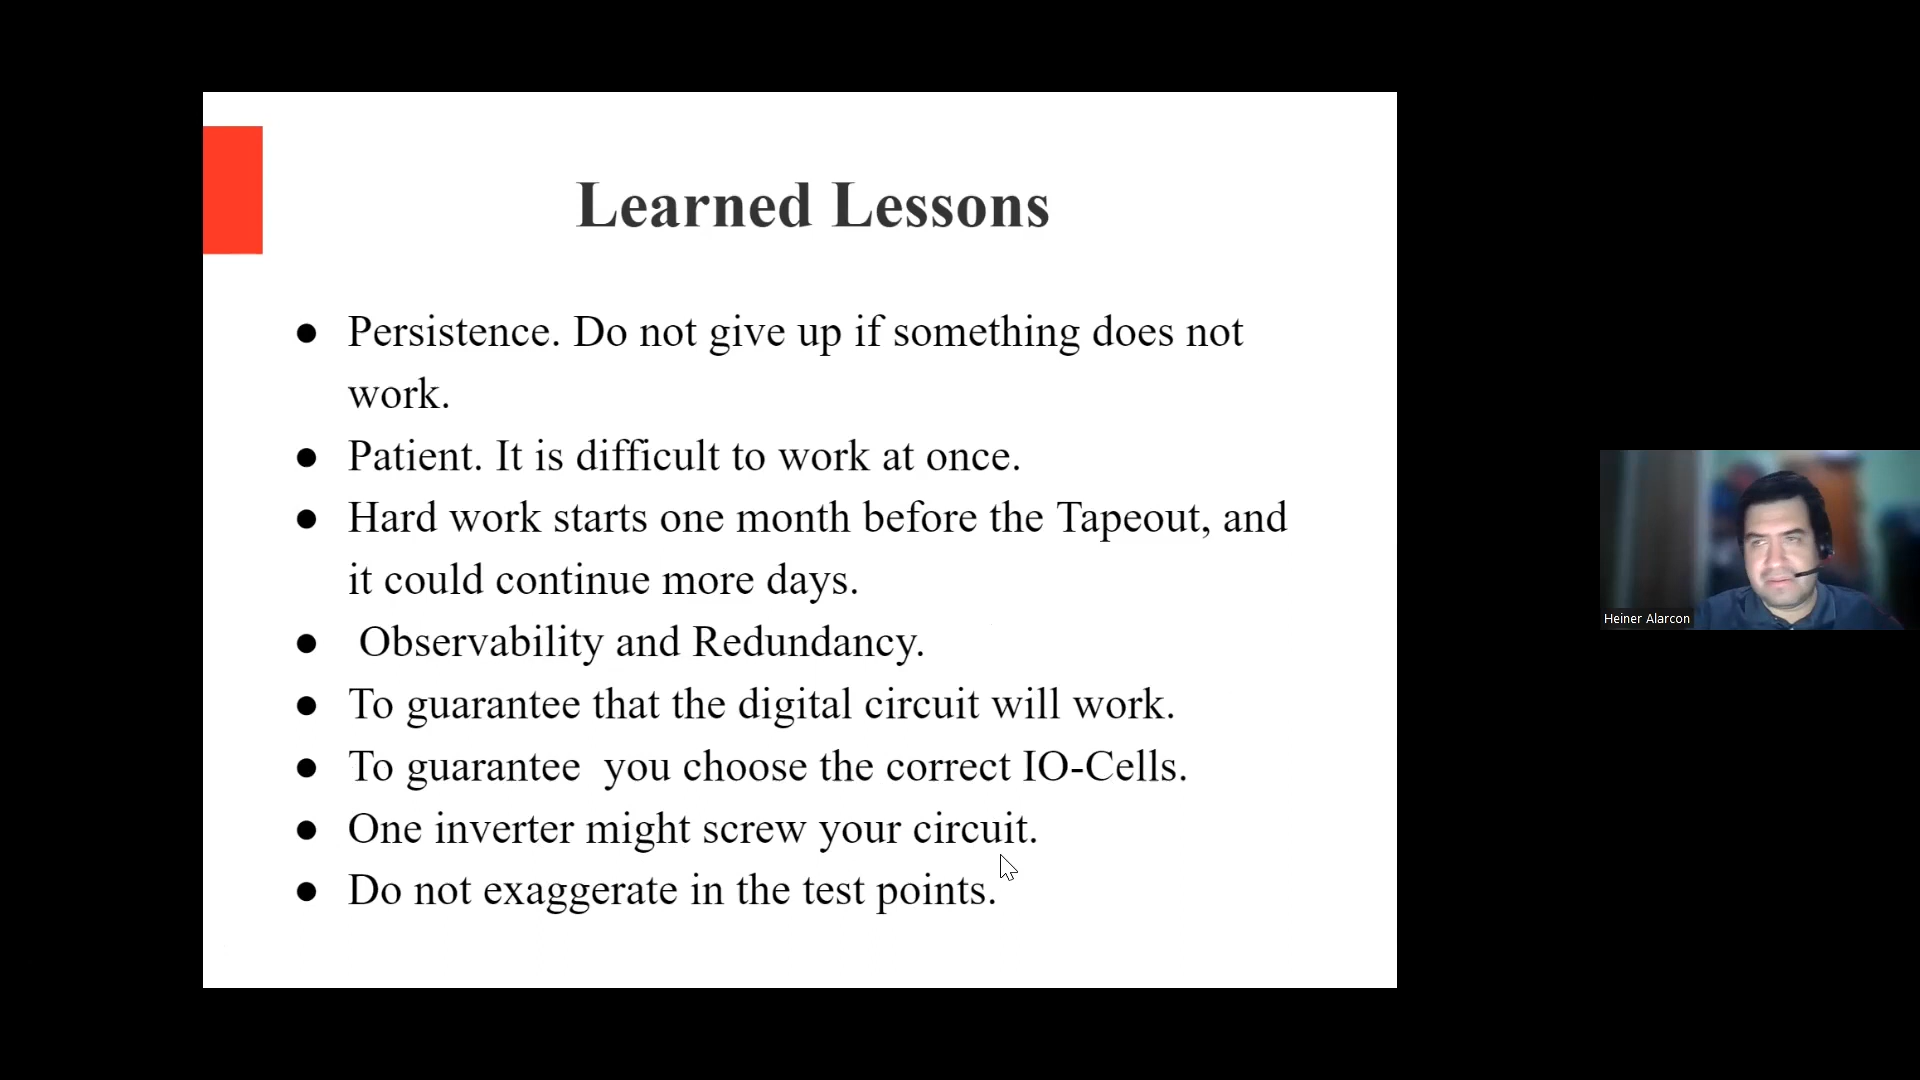 Learned Lessons
● Persistence. Do not give up if something does not
work.
● Patient. It is difficult to work at once.
● Hard work starts one month before the Tapeout, and
it could continue more days.
● Observability and Redundancy.
● To guarantee that the digital circuit will work.
● To guarantee  you choose the correct IO-Cells.
● One inverter might screw your circuit.
● Do not exaggerate in the test points.
Heiner Alarcon